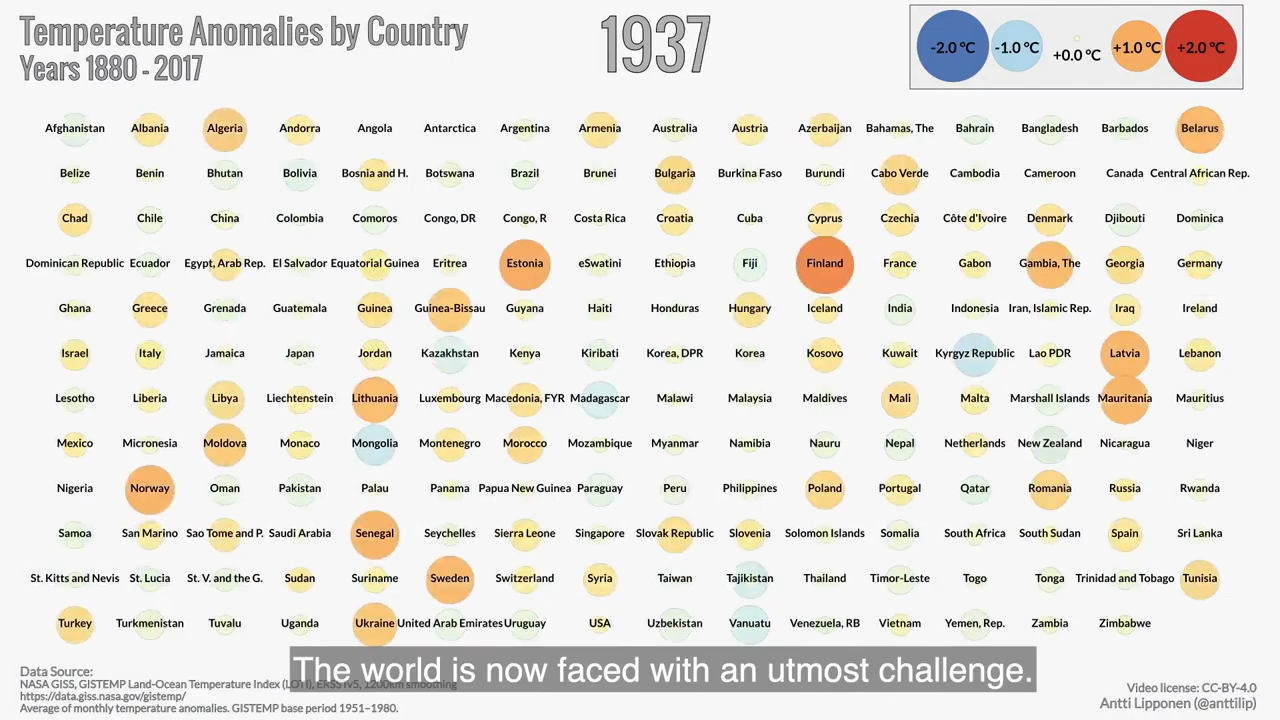 Temperature Anomalies by Country
Years 1880 - 2017
1937
-2.0 °C -1.0 °C +0.0 °C +1.0 °C +2.0 °C
Afghanistan Albania Algeria Andorra Angola Antarctica Argentina Armenia Australia Austria Azerbaijan Bahamas, The Bahrain Bangladesh Barbados Belarus
Belize Benin Bhutan Bolivia Bosnia and H. Botswana Brazil Brunei Bulgaria Burkina Faso Burundi Cabo Verde Cambodia Cameroon Canada Central African Rep.
Chad Chile China Colombia Comoros Congo, DR Congo, R Costa Rica Croatia Cuba Cyprus Czechia Côte d'Ivoire Denmark Djibouti Dominica
Dominican Republic Ecuador Egypt, Arab Rep. El Salvador Equatorial Guinea Eritrea Estonia eSwatini Ethiopia Fiji Finland France Gabon Gambia, The Georgia Germany
Ghana Greece Grenada Guatemala Guinea Guinea-Bissau Guyana Haiti Honduras Hungary Iceland India Indonesia Iran, Islamic Rep. Iraq Ireland
Israel Italy Jamaica Japan Jordan Kazakhstan Kenya Kiribati Korea, DPR Korea Kosovo Kuwait Kyrgyz Republic Lao PDR Latvia Lebanon
Lesotho Liberia Libya Liechtenstein Lithuania Luxembourg Macedonia, FYR Madagascar Malawi Malaysia Maldives Mali Malta Marshall Islands Mauritania Mauritius
Mexico Micronesia Moldova Monaco Mongolia Montenegro Morocco Mozambique Myanmar Namibia Nauru Nepal Netherlands New Zealand Nicaragua Niger
Nigeria Norway Oman Pakistan Palau Panama Papua New Guinea Paraguay Peru Philippines Poland Portugal Qatar Romania Russia Rwanda
Samoa San Marino Sao Tome and P. Saudi Arabia Senegal Seychelles Sierra Leone Singapore Slovak Republic Slovenia Solomon Islands Somalia South Africa South Sudan Spain Sri Lanka
St. Kitts and Nevis St. Lucia St. V. and the G. Sudan Suriname Sweden Switzerland Syria Taiwan Tajikistan Thailand Timor-Leste Togo Tonga Trinidad and Tobago Tunisia
Turkey Turkmenistan Tuvalu Uganda Ukraine United Arab Emirates Uruguay USA Uzbekistan Vanuatu Venezuela, RB Vietnam Yemen, Rep. Zambia Zimbabwe
The world is now faced with an utmost challenge.
Data Source:
NASA GISS, GISTEMP Land-Ocean Temperature Index (LOTI), ERSSTv5, 1200km smoothing
https://data.giss.nasa.gov/gistemp/
Average of monthly temperature anomalies. GISTEMP base period 1951-1980.
Video license: CC-BY-4.0
Antti Lipponen (@anttilip)